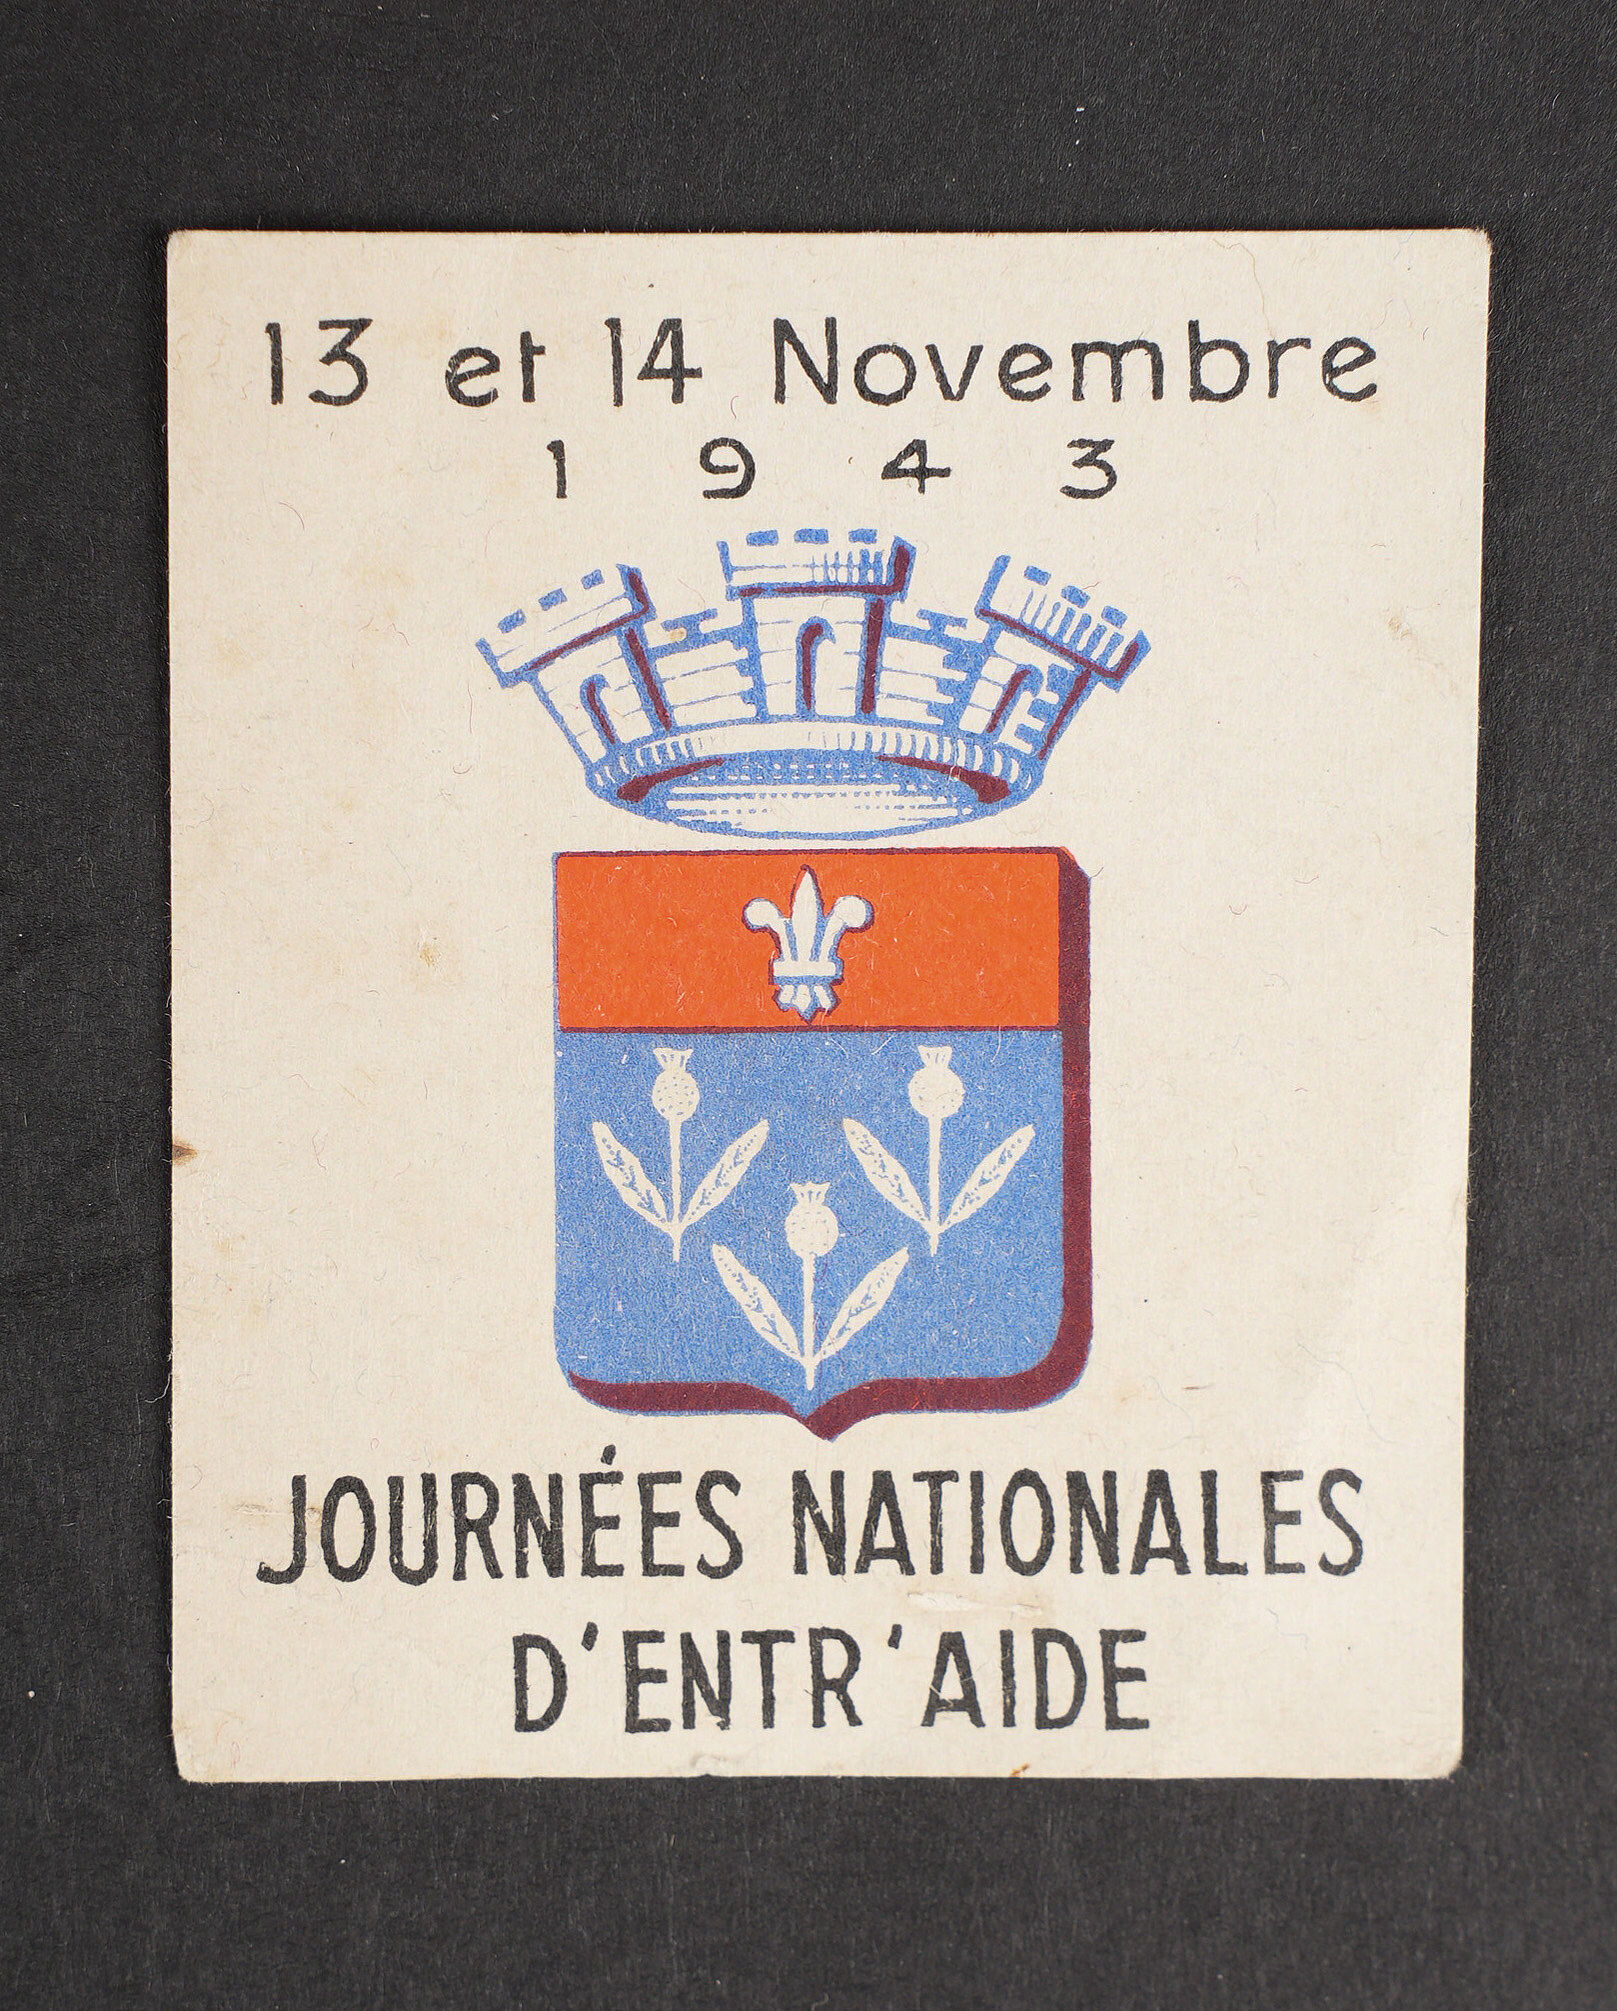 13 et 14 Novembre
1943
JOURNÉES NATIONALES
D'ENTR'AIDE